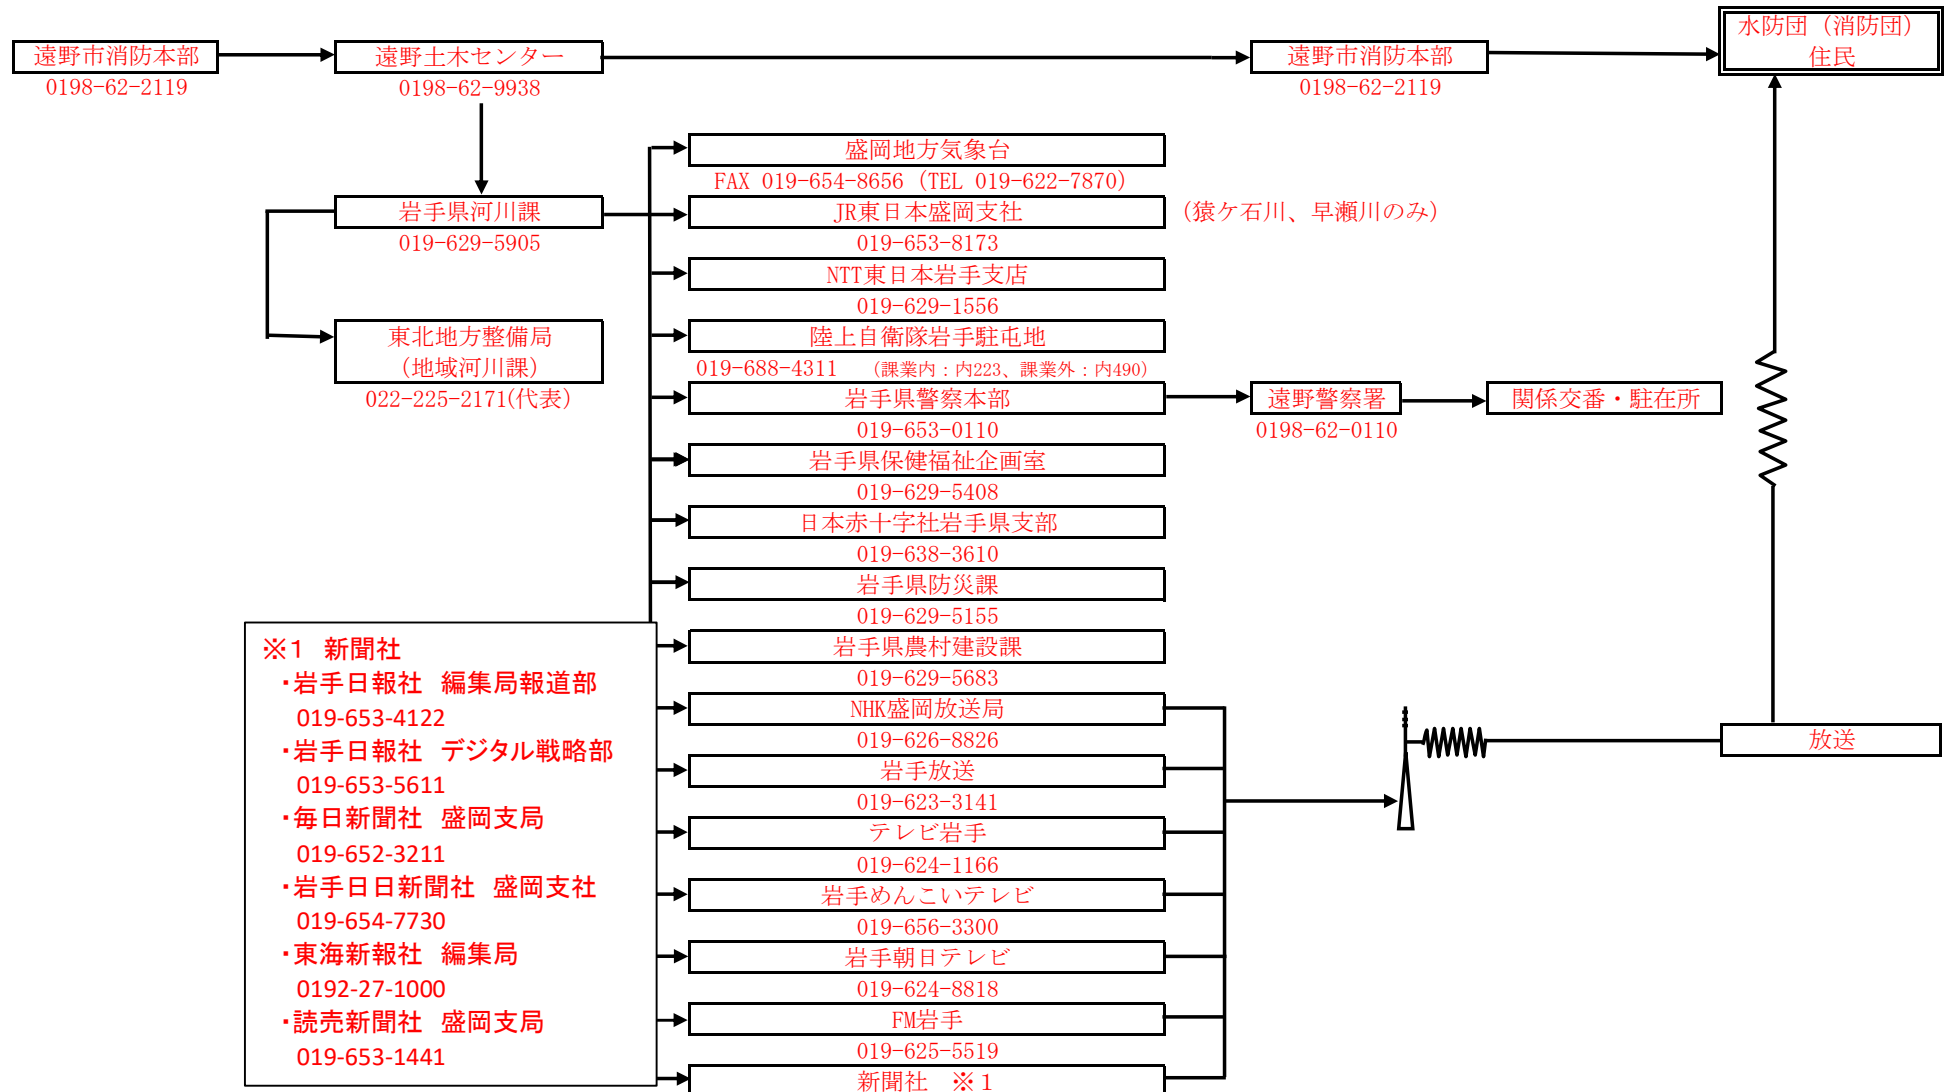 遠野市消防本部
0198-62-2119
遠野土木センター
0198-62-9938
遠野市消防本部
0198-62-2119
水防団（消防団）
住民
岩手県河川課
019-629-5905
東北地方整備局
（地域河川課）
022-225-2171(代表)
盛岡地方気象台
FAX 019-654-8656（TEL 019-622-7870）
JR東日本盛岡支社
（猿ケ石川、早瀬川のみ）
019-653-8173
NTT東日本岩手支店
019-629-1556
陸上自衛隊岩手駐屯地
019-688-4311　（課業内：内223、課業外：内490）
岩手県警察本部
019-653-0110
遠野警察署
0198-62-0110
関係交番・駐在所
岩手県保健福祉企画室
019-629-5408
日本赤十字社岩手県支部
019-638-3610
岩手県防災課
019-629-5155
岩手県農村建設課
019-629-5683
NHK盛岡放送局
019-626-8826
岩手放送
019-623-3141
テレビ岩手
019-624-1166
岩手めんこいテレビ
019-656-3300
岩手朝日テレビ
019-624-8818
FM岩手
019-625-5519
新聞社　※１
放送
※1　新聞社
・岩手日報社　編集局報道部
019-653-4122
・岩手日報社　デジタル戦略部
019-653-5611
・毎日新聞社　盛岡支局
019-652-3211
・岩手日日新聞社　盛岡支社
019-654-7730
・東海新報社　編集局
0192-27-1000
・読売新聞社　盛岡支局
019-653-1441